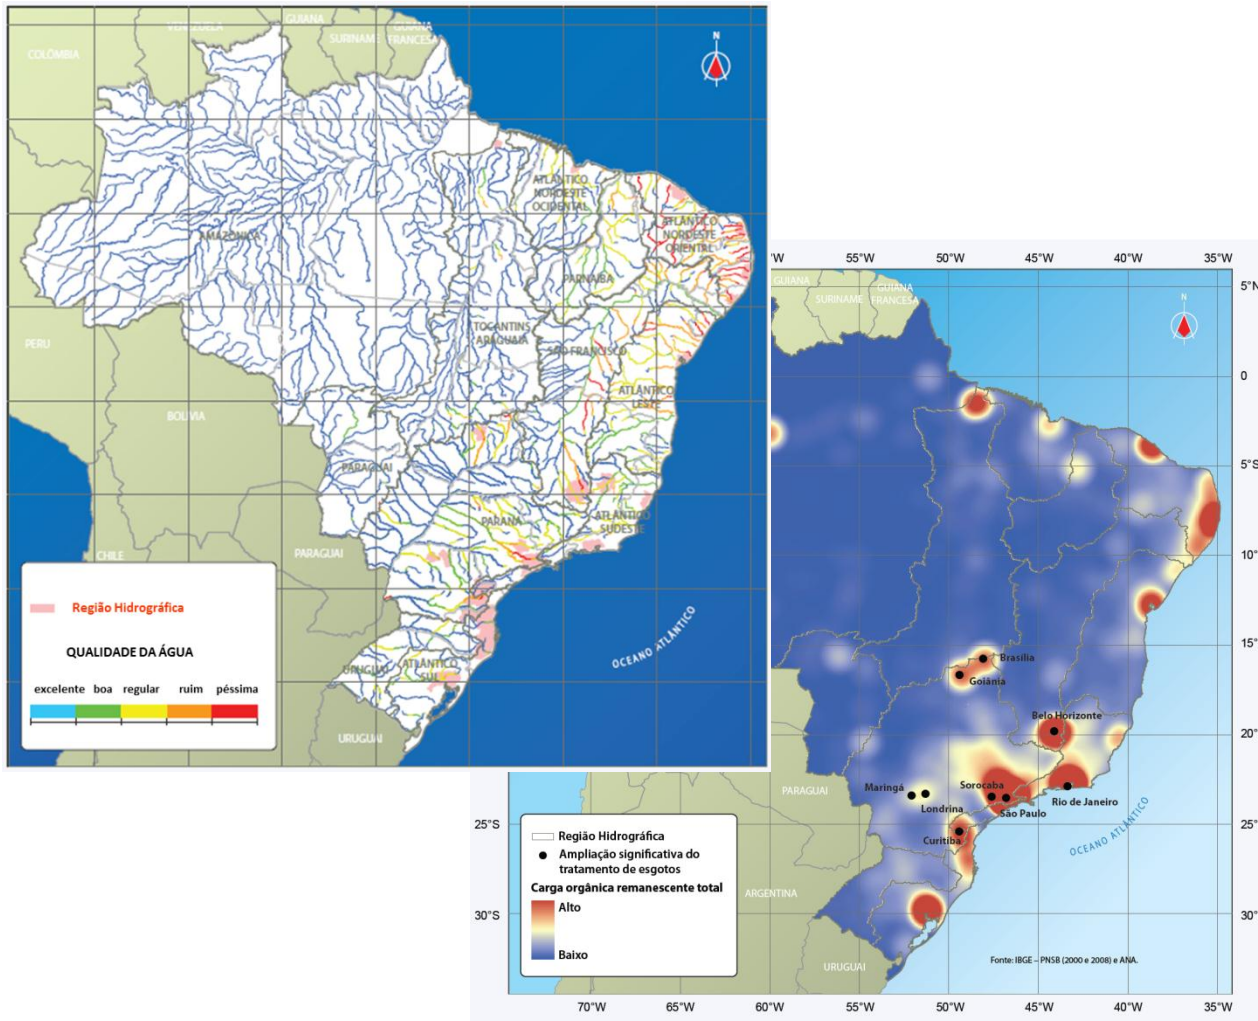 GUIANA
VENEZUELA
GUIANA
FRANCESA
SURINAME
COLÔMBIA
N
ATLÂNTICO
NORDESTE
OCIDENTAL
AMAZÔNICA
ATLÂNTICO
NORDESTE
ORIENTAL
PARNAÍBA
TOCANTINS
ARAGUAIA
SÃO FRANCISCO
PERU
ATLÂNTICO
LESTE
BOLIVIA
PARAGUAI
PARANÁ
ATLÂNTICO
SUDESTE
CHILE
PARAGUAI
Região Hidrográfica
QUALIDADE DA ÁGUA
excelente boa regular ruim péssima
URUGUAI
ATLÂNTICO
SUL
URUGUAI
OCEANO ATLÂNTICO
°W 55°W 50°W 45°W 40°W 35°W
GUIANA
SURINAME
GUIANA
FRANCESA
N
5°N
0
5°S
10°S
15°S
20°S
25°S
30°S
Brasília
Goiânia
Belo Horizonte
Maringá
Londrina
Sorocaba
São Paulo
Rio de Janeiro
Curitiba
PARAGUAI
OCEANO ATLÂNTICO
25°S
30°S
Região Hidrográfica
Ampliação significativa do
tratamento de esgotos
Carga orgânica remanescente total
Alto
Baixo
ARGENTINA
URUGUAI
Fonte: IBGE – PNSB (2000 e 2008) e ANA.
70°W 65°W 60°W 55°W 50°W 45°W 40°W 35°W